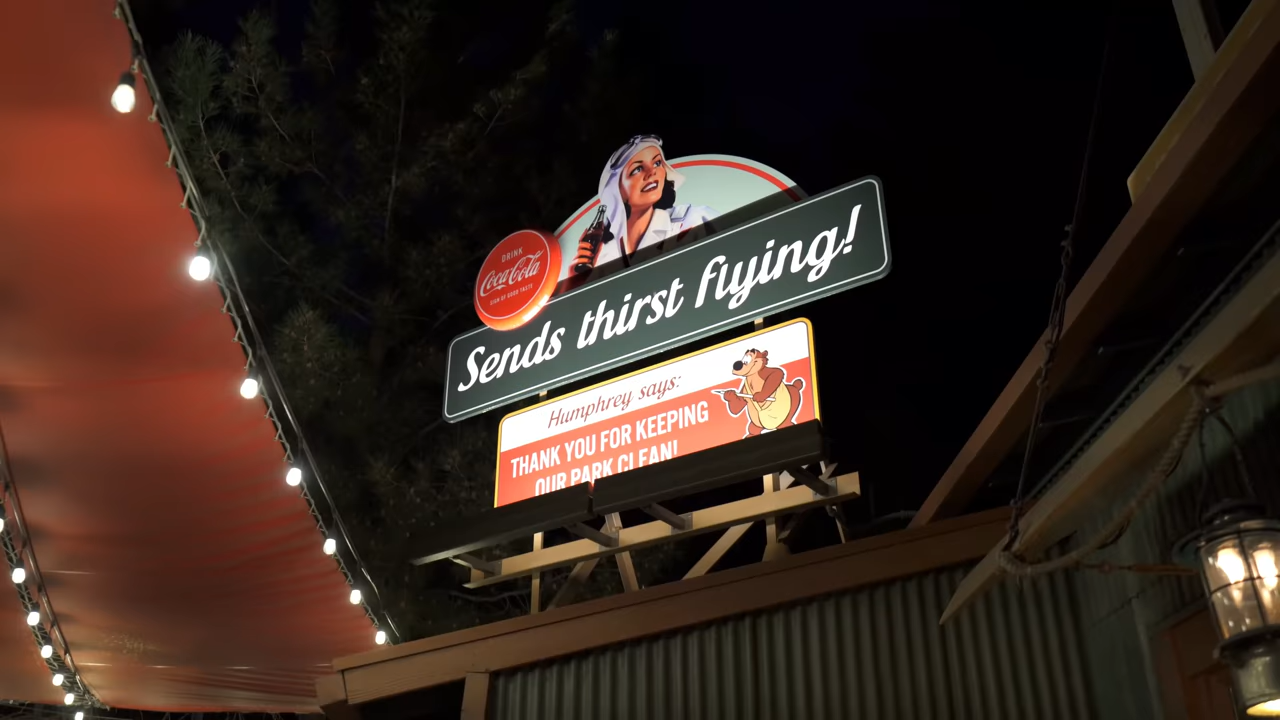 DRINK
Coca-Cola
SIGN OF GOOD TASTE
Sends thirst flying!
Humphrey says:
THANK YOU FOR KEEPING
OUR PARK CLEAN!